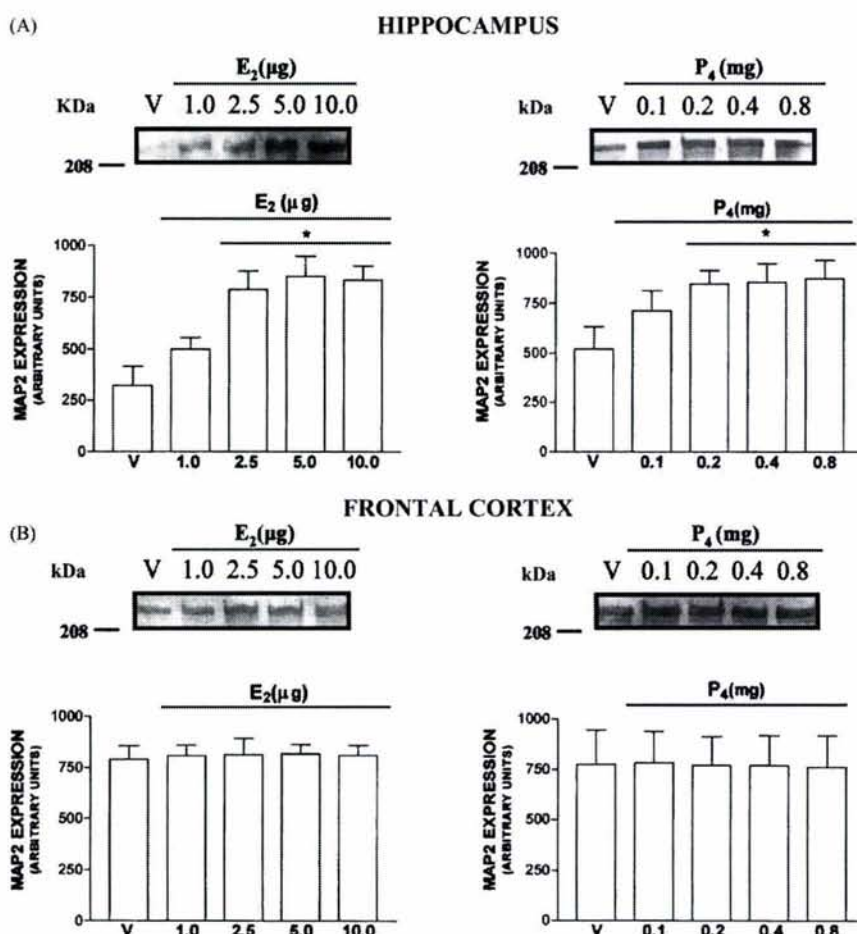 (A) HIPPOCAMPUS
E₂(µg)
KDa V 1.0 2.5 5.0 10.0
208
E₂ (µg)
*
MAP2 EXPRESSION
(ARBITRARY UNITS)
1000
750
500
250
0
V 1.0 2.5 5.0 10.0
P₄ (mg)
kDa V 0.1 0.2 0.4 0.8
208
P₄(mg)
*
MAP2 EXPRESSION
(ARBITRARY UNITS)
1000
750
500
250
0
V 0.1 0.2 0.4 0.8
FRONTAL CORTEX
(B)
E₂(µg)
kDa V 1.0 2.5 5.0 10.0
208
E₂(µg)
MAP2 EXPRESSION
(ARBITRARY UNITS)
1000
750
500
250
0
V 1.0 2.5 5.0 10.0
P₄ (mg)
kDa V 0.1 0.2 0.4 0.8
208
P₄(mg)
MAP2 EXPRESSION
(ARBITRARY UNITS)
1000
750
500
250
0
V 0.1 0.2 0.4 0.8